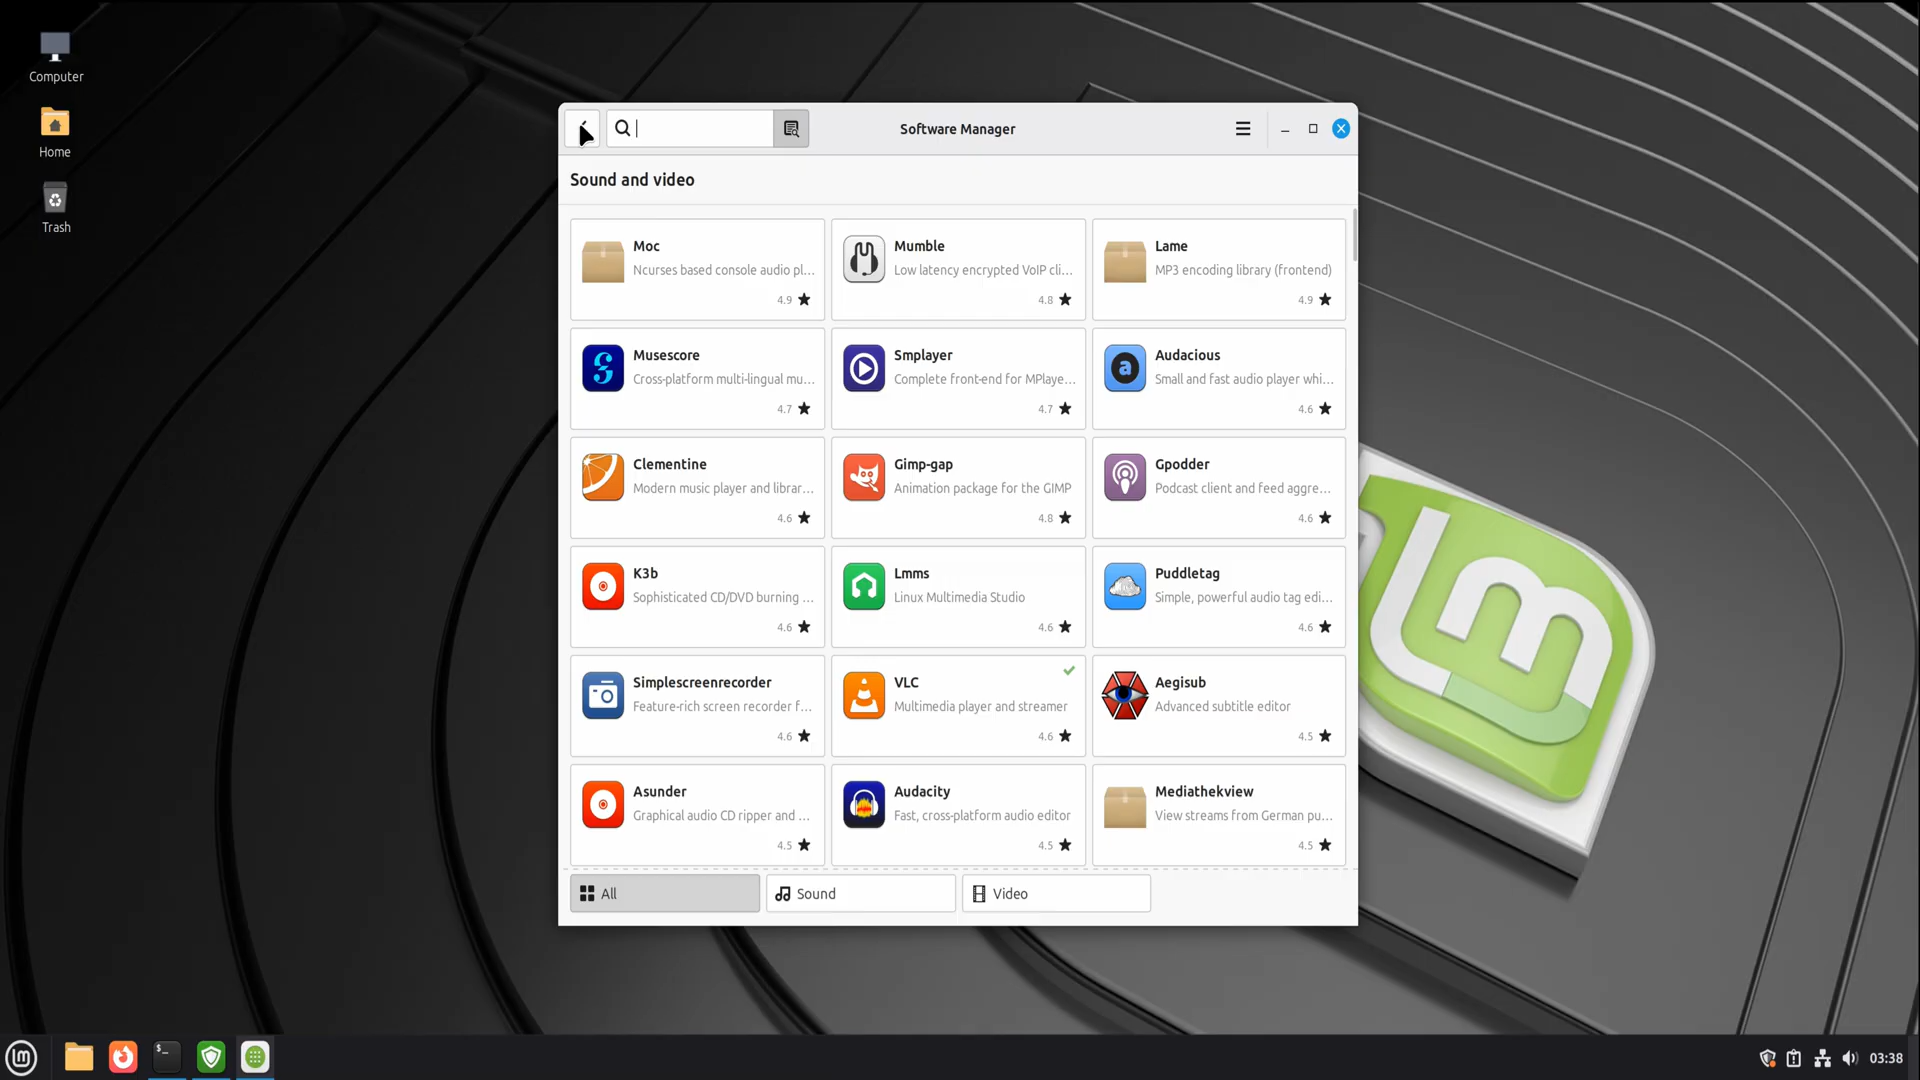 Computer
Home
Trash
Software Manager
Sound and video
Moc
Ncurses based console audio pl...
4.9
Mumble
Low latency encrypted VoIP cli...
4.8
Lame
MP3 encoding library (frontend)
4.9
Musescore
Cross-platform multi-lingual mu...
4.7
Smplayer
Complete front-end for MPlaye...
4.7
Audacious
Small and fast audio player whi...
4.6
Clementine
Modern music player and librar...
4.6
Gimp-gap
Animation package for the GIMP
4.8
Gpodder
Podcast client and feed aggre...
4.6
K3b
Sophisticated CD/DVD burning ...
4.6
Lmms
Linux Multimedia Studio
4.6
Puddletag
Simple, powerful audio tag edi...
4.6
Simplescreenrecorder
Feature-rich screen recorder f...
4.6
VLC
Multimedia player and streamer
4.6
Aegisub
Advanced subtitle editor
4.5
Asunder
Graphical audio CD ripper and ...
4.5
Audacity
Fast, cross-platform audio editor
4.5
Mediathekview
View streams from German pu...
4.5
All
Sound
Video
03:38